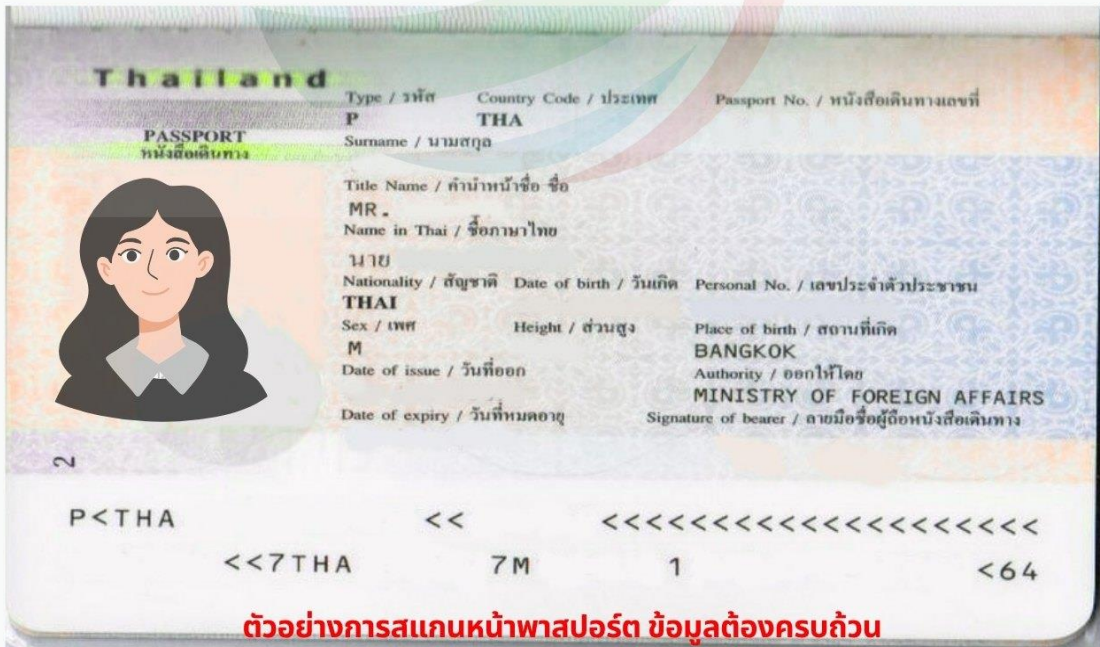 Thailand
Type / รหัส Country Code / ประเทศ Passport No. / หนังสือเดินทางเลขที่
P THA
PASSPORT
หนังสือเดินทาง
Surname / นามสกุล
Title Name / คำนำหน้าชื่อ ชื่อ
MR.
Name in Thai / ชื่อภาษาไทย
นาย
Nationality / สัญชาติ Date of birth / วันเกิด Personal No. / เลขประจำตัวประชาชน
THAI
Sex / เพศ Height / ส่วนสูง Place of birth / สถานที่เกิด
M BANGKOK
Date of issue / วันที่ออก Authority / ออกให้โดย
MINISTRY OF FOREIGN AFFAIRS
Date of expiry / วันที่หมดอายุ Signature of bearer / ลายมือชื่อผู้ถือหนังสือเดินทาง
2
P<THA << <<<<<<<<<<<<<<<<<<<<
<<7THA 7M 1 <64
ตัวอย่างการสแกนหน้าพาสปอร์ต ข้อมูลต้องครบถ้วน